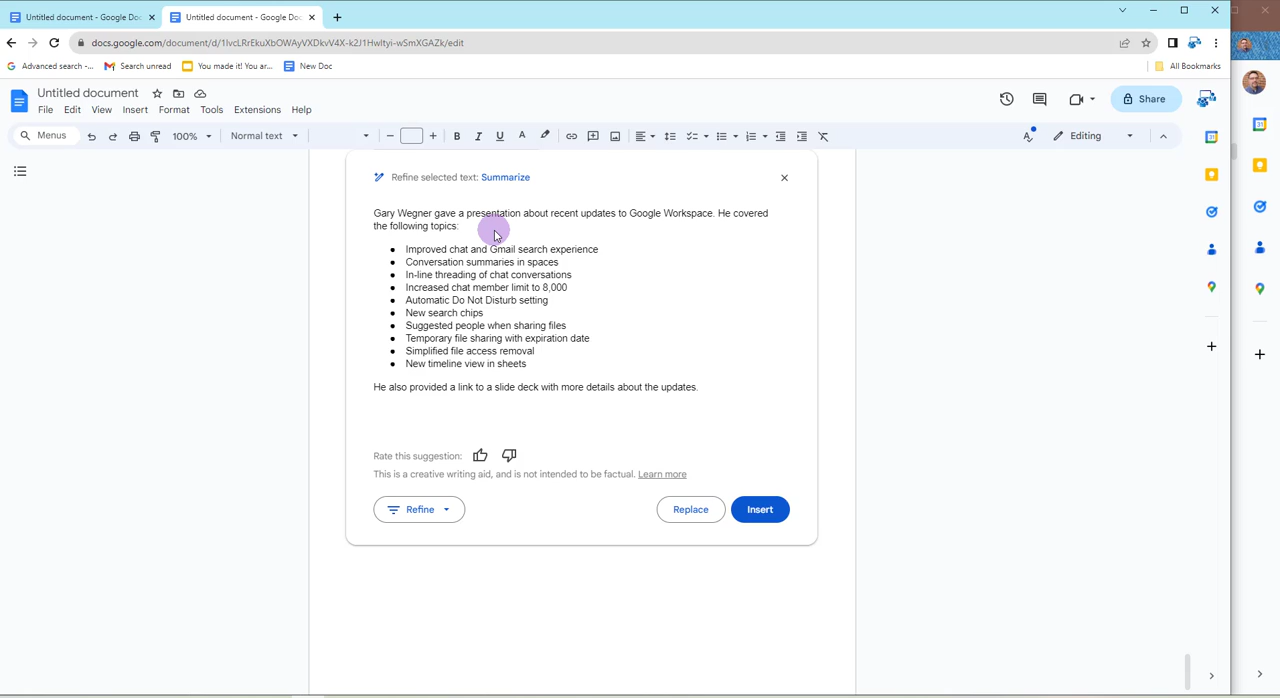 Untitled document - Google Doc
Untitled document - Google Doc
docs.google.com/document/d/1IvcLRrEkuXbOWAyVXDkvV4X-k2J1Hwltyi-wSmXGAZk/edit
Advanced search -...
Search unread
You made it! You ar...
New Doc
All Bookmarks
Untitled document
File Edit View Insert Format Tools Extensions Help
Share
Menus
100%
Normal text
Editing
Refine selected text: Summarize
Gary Wegner gave a presentation about recent updates to Google Workspace. He covered
the following topics:
● Improved chat and Gmail search experience
● Conversation summaries in spaces
● In-line threading of chat conversations
● Increased chat member limit to 8,000
● Automatic Do Not Disturb setting
● New search chips
● Suggested people when sharing files
● Temporary file sharing with expiration date
● Simplified file access removal
● New timeline view in sheets
He also provided a link to a slide deck with more details about the updates.
Rate this suggestion:
This is a creative writing aid, and is not intended to be factual. Learn more
Refine
Replace
Insert